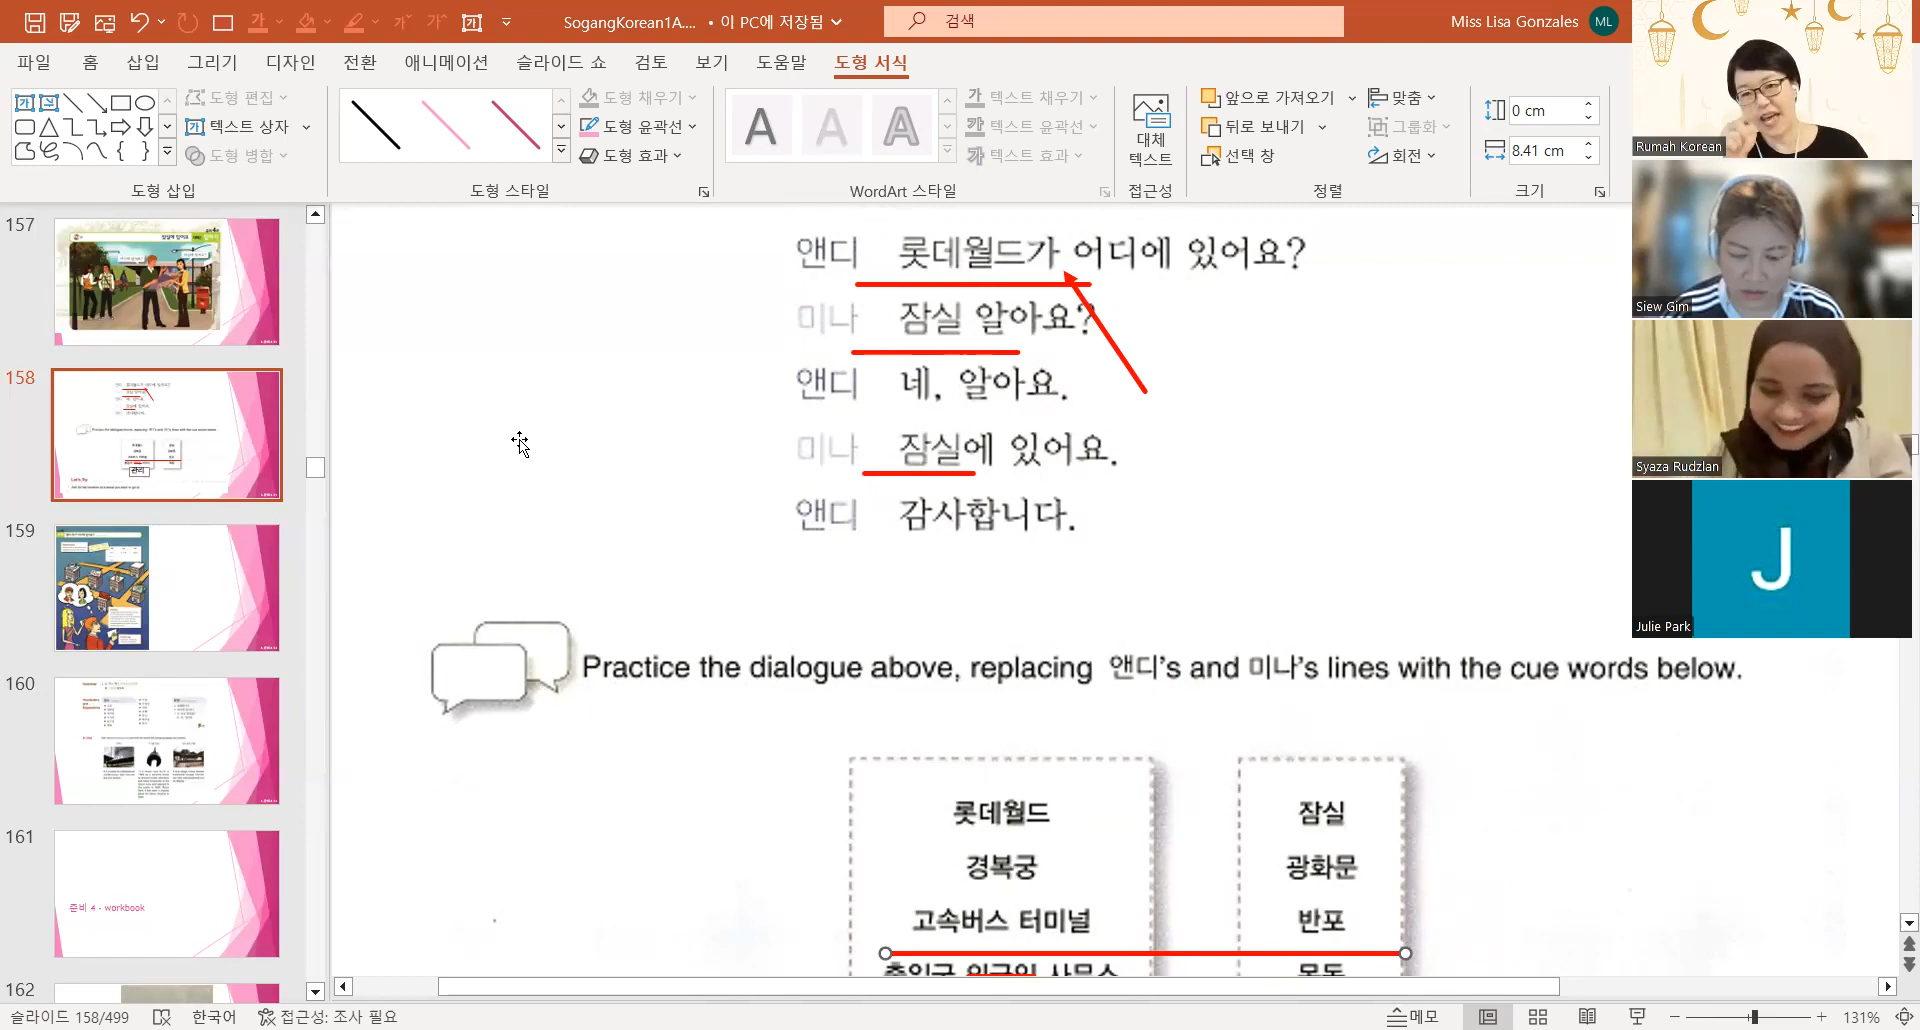 SogangKorean1A.... • 이 PC에 저장됨
검색
Miss Lisa Gonzales ML
파일 홈 삽입 그리기 디자인 전환 애니메이션 슬라이드 쇼 검토 보기 도움말 도형 서식
도형 편집
텍스트 상자
도형 병합
도형 삽입
도형 채우기
도형 윤곽선
도형 효과
도형 스타일
A A A
텍스트 채우기
텍스트 윤곽선
텍스트 효과
WordArt 스타일
대체
텍스트
접근성
앞으로 가져오기
뒤로 보내기
선택 창
맞춤
그룹화
회전
정렬
0 cm
8.41 cm
크기
Rumah Korean
Siew Gim
Syaza Rudzlan
J
Julie Park
157
158
159
160
161
준비 4 - workbook
162
앤디 롯데월드가 어디에 있어요?
미나 잠실 알아요?
앤디 네, 알아요.
미나 잠실에 있어요.
앤디 감사합니다.
Practice the dialogue above, replacing 앤디's and 미나's lines with the cue words below.
롯데월드 잠실
경복궁 광화문
고속버스 터미널 반포
출입국 외국인 사무소 목동
슬라이드 158/499 한국어 접근성: 조사 필요
메모
131%